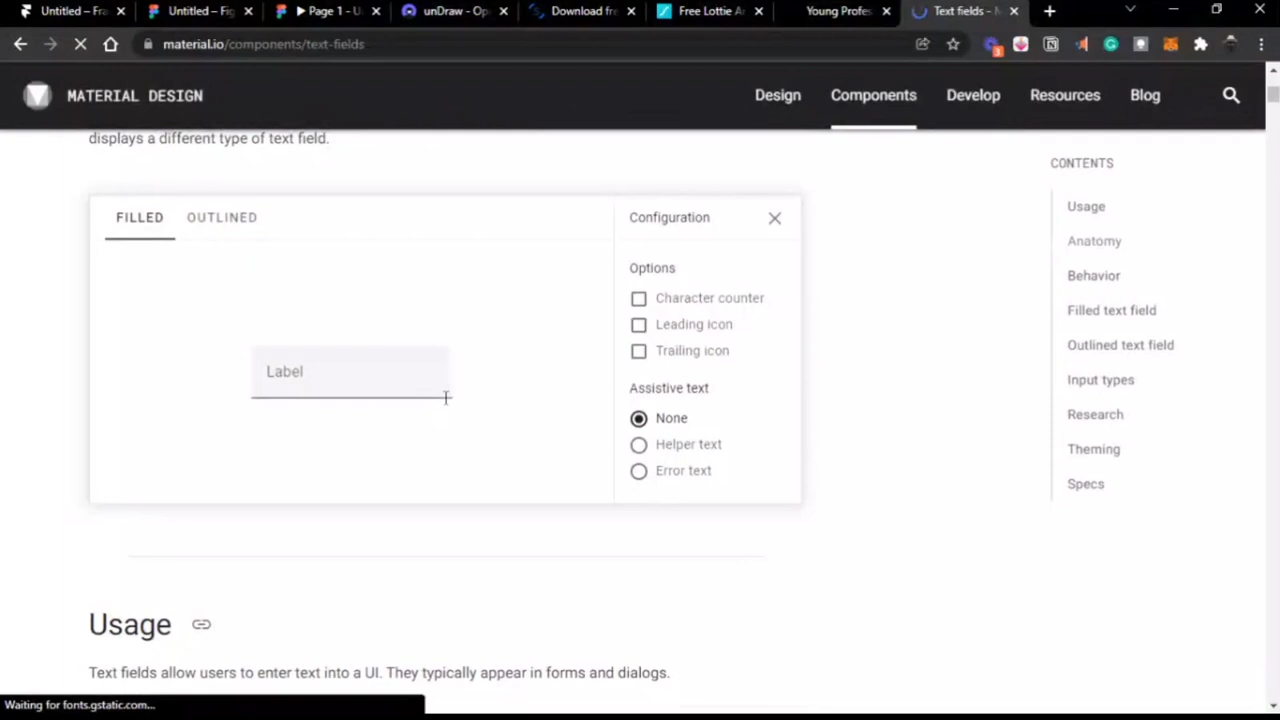 Untitled – Fra
Untitled – Fig
Page 1 - U
unDraw - Op
Download fre
Free Lottie An
Young Profes
Text fields - M
material.io/components/text-fields
3
MATERIAL DESIGN
Design
Components
Develop
Resources
Blog
displays a different type of text field.
CONTENTS
FILLED
OUTLINED
Configuration
Usage
Anatomy
Options
Behavior
Character counter
Filled text field
Leading icon
Outlined text field
Trailing icon
Label
Input types
Assistive text
None
Research
Helper text
Theming
Error text
Specs
Usage
Text fields allow users to enter text into a UI. They typically appear in forms and dialogs.
Waiting for fonts.gstatic.com...